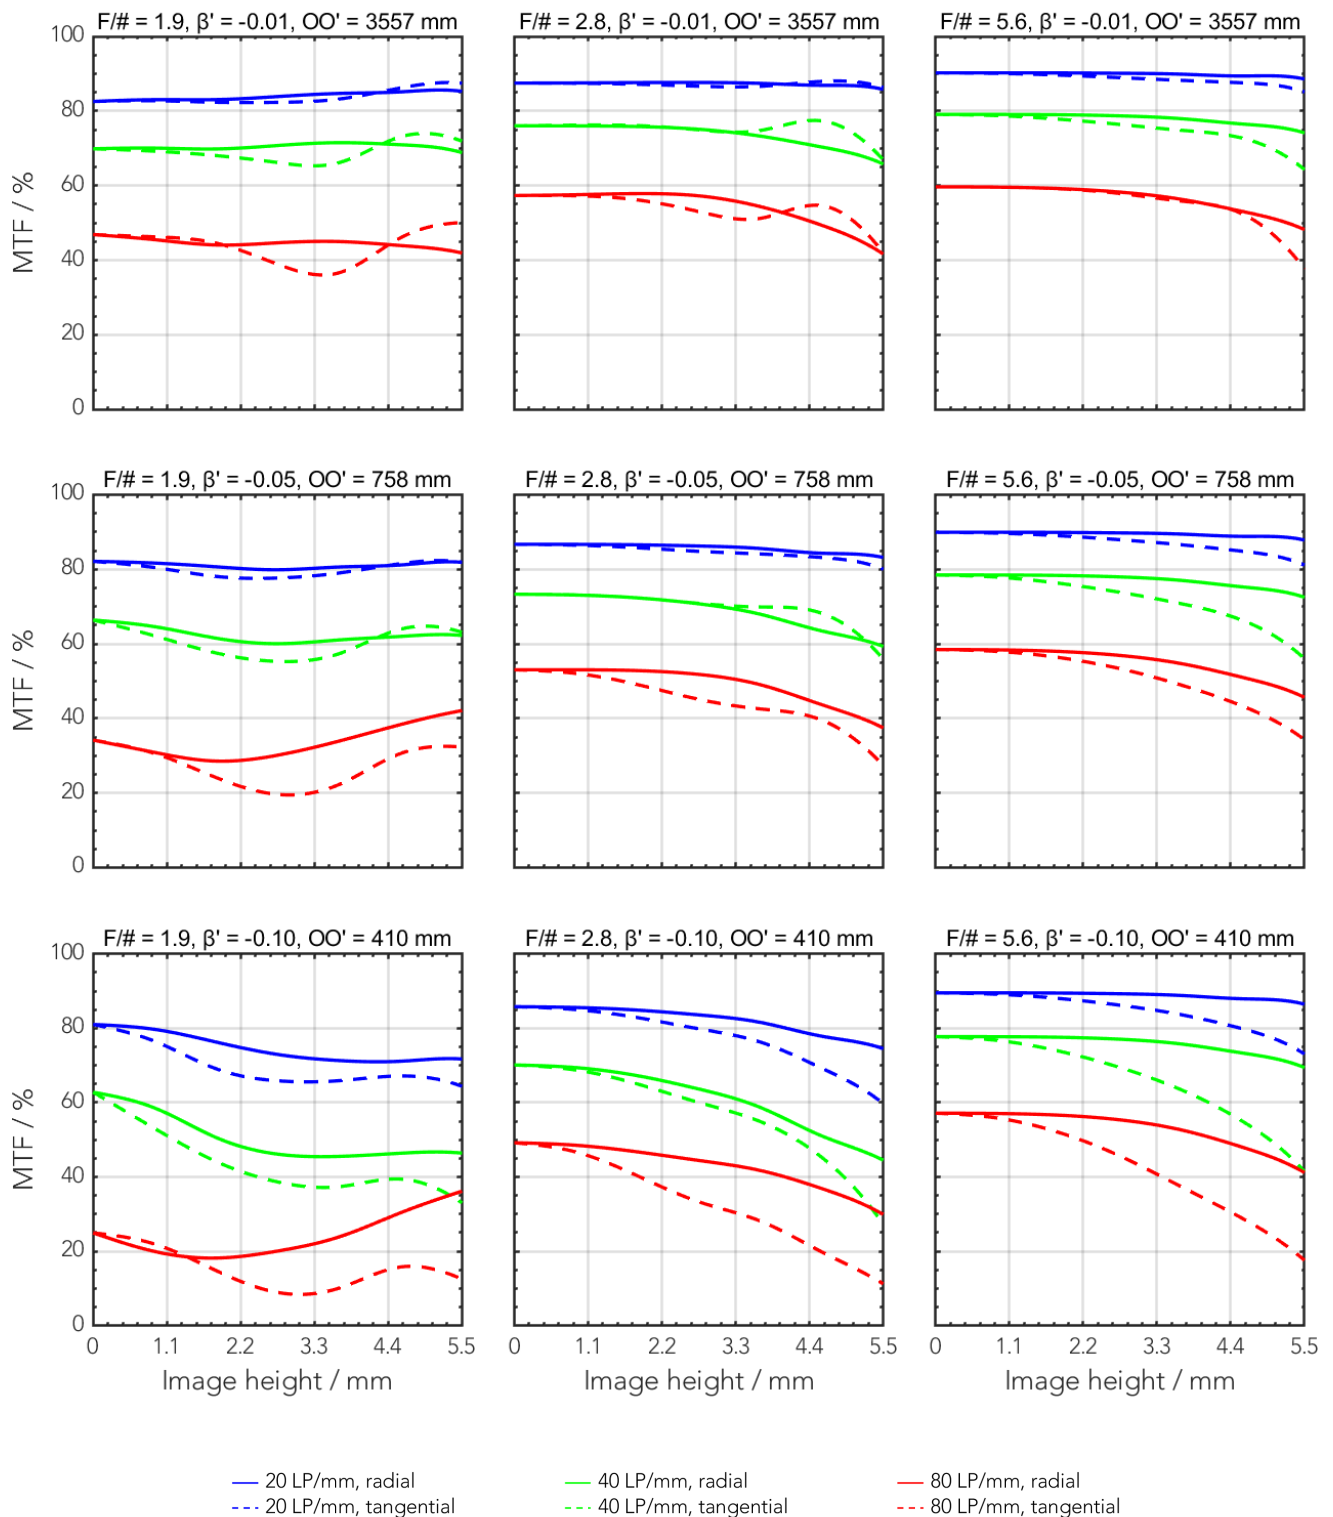 F/# = 1.9, β' = -0.01, OO' = 3557 mm
F/# = 2.8, β' = -0.01, OO' = 3557 mm
F/# = 5.6, β' = -0.01, OO' = 3557 mm
100
80
60
40
20
0
MTF / %
F/# = 1.9, β' = -0.05, OO' = 758 mm
F/# = 2.8, β' = -0.05, OO' = 758 mm
F/# = 5.6, β' = -0.05, OO' = 758 mm
100
80
60
40
20
0
MTF / %
F/# = 1.9, β' = -0.10, OO' = 410 mm
F/# = 2.8, β' = -0.10, OO' = 410 mm
F/# = 5.6, β' = -0.10, OO' = 410 mm
100
80
60
40
20
0
MTF / %
0 1.1 2.2 3.3 4.4 5.5
0 1.1 2.2 3.3 4.4 5.5
0 1.1 2.2 3.3 4.4 5.5
Image height / mm
Image height / mm
Image height / mm
20 LP/mm, radial
40 LP/mm, radial
80 LP/mm, radial
20 LP/mm, tangential
40 LP/mm, tangential
80 LP/mm, tangential